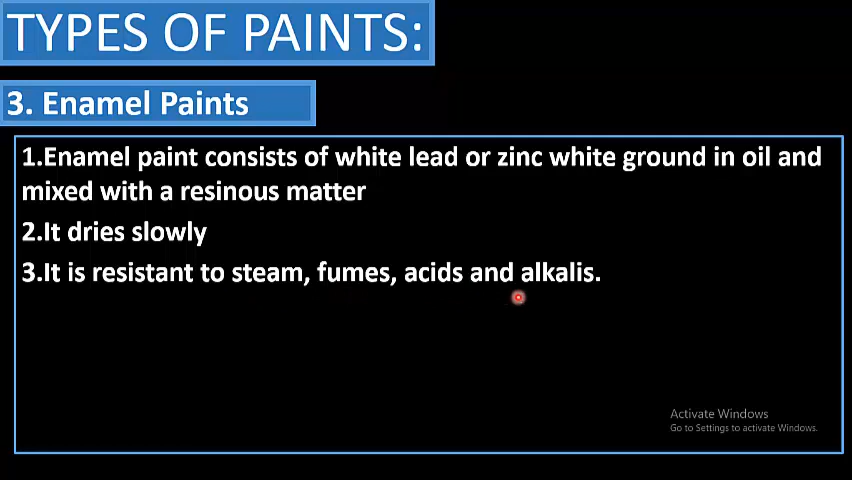 TYPES OF PAINTS:
3. Enamel Paints
1.Enamel paint consists of white lead or zinc white ground in oil and
mixed with a resinous matter
2.It dries slowly
3.It is resistant to steam, fumes, acids and alkalis.
Activate Windows
Go to Settings to activate Windows.